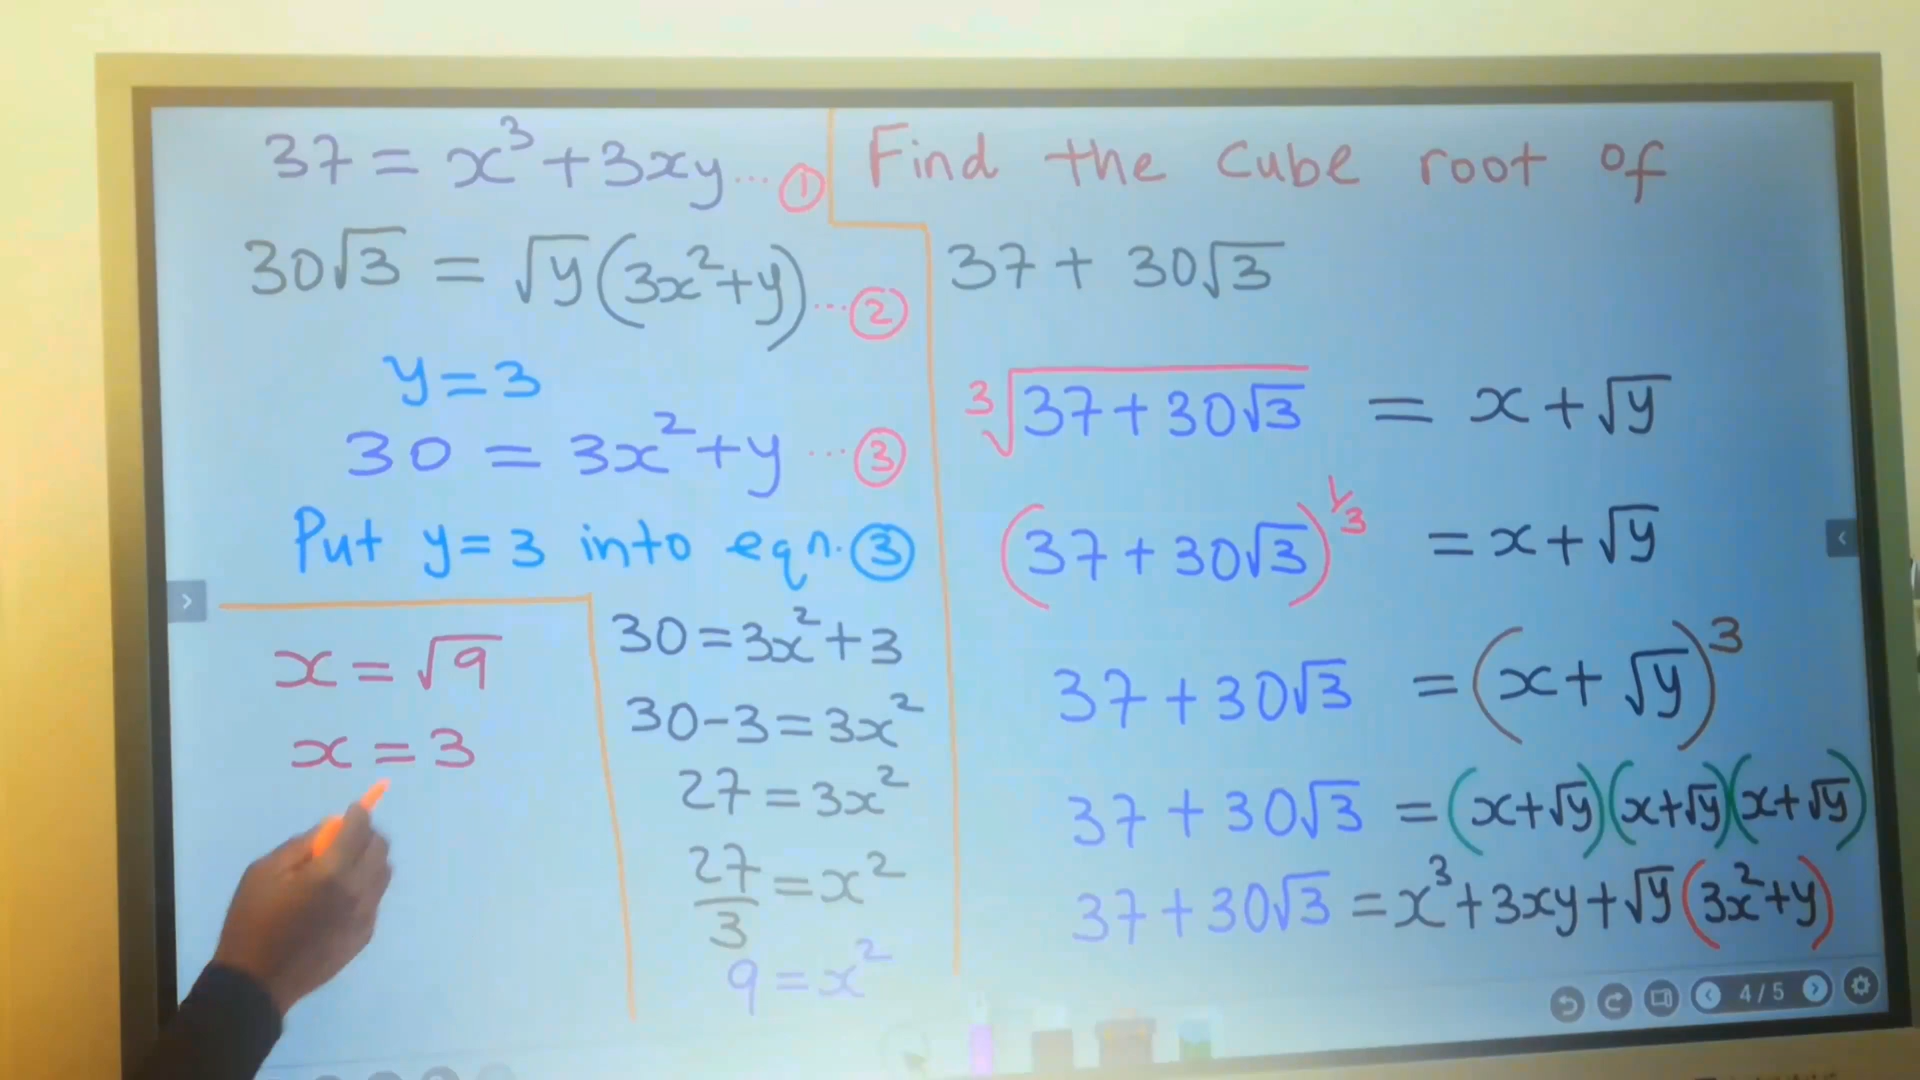 Find the cube root of
37 + 30√3
³√(37 + 30√3) = x + √y
(37 + 30√3)^(1/3) = x + √y
37 + 30√3 = (x + √y)³
37 + 30√3 = (x+√y)(x+√y)(x+√y)
37 + 30√3 = x³ + 3xy + √y(3x²+y)
37 = x³ + 3xy ... ①
30√3 = √y(3x²+y) ... ②
y = 3
30 = 3x² + y ... ③
Put y = 3 into eqn. ③
30 = 3x² + 3
30 - 3 = 3x²
27 = 3x²
27/3 = x²
9 = x²
x = √9
x = 3
4 / 5